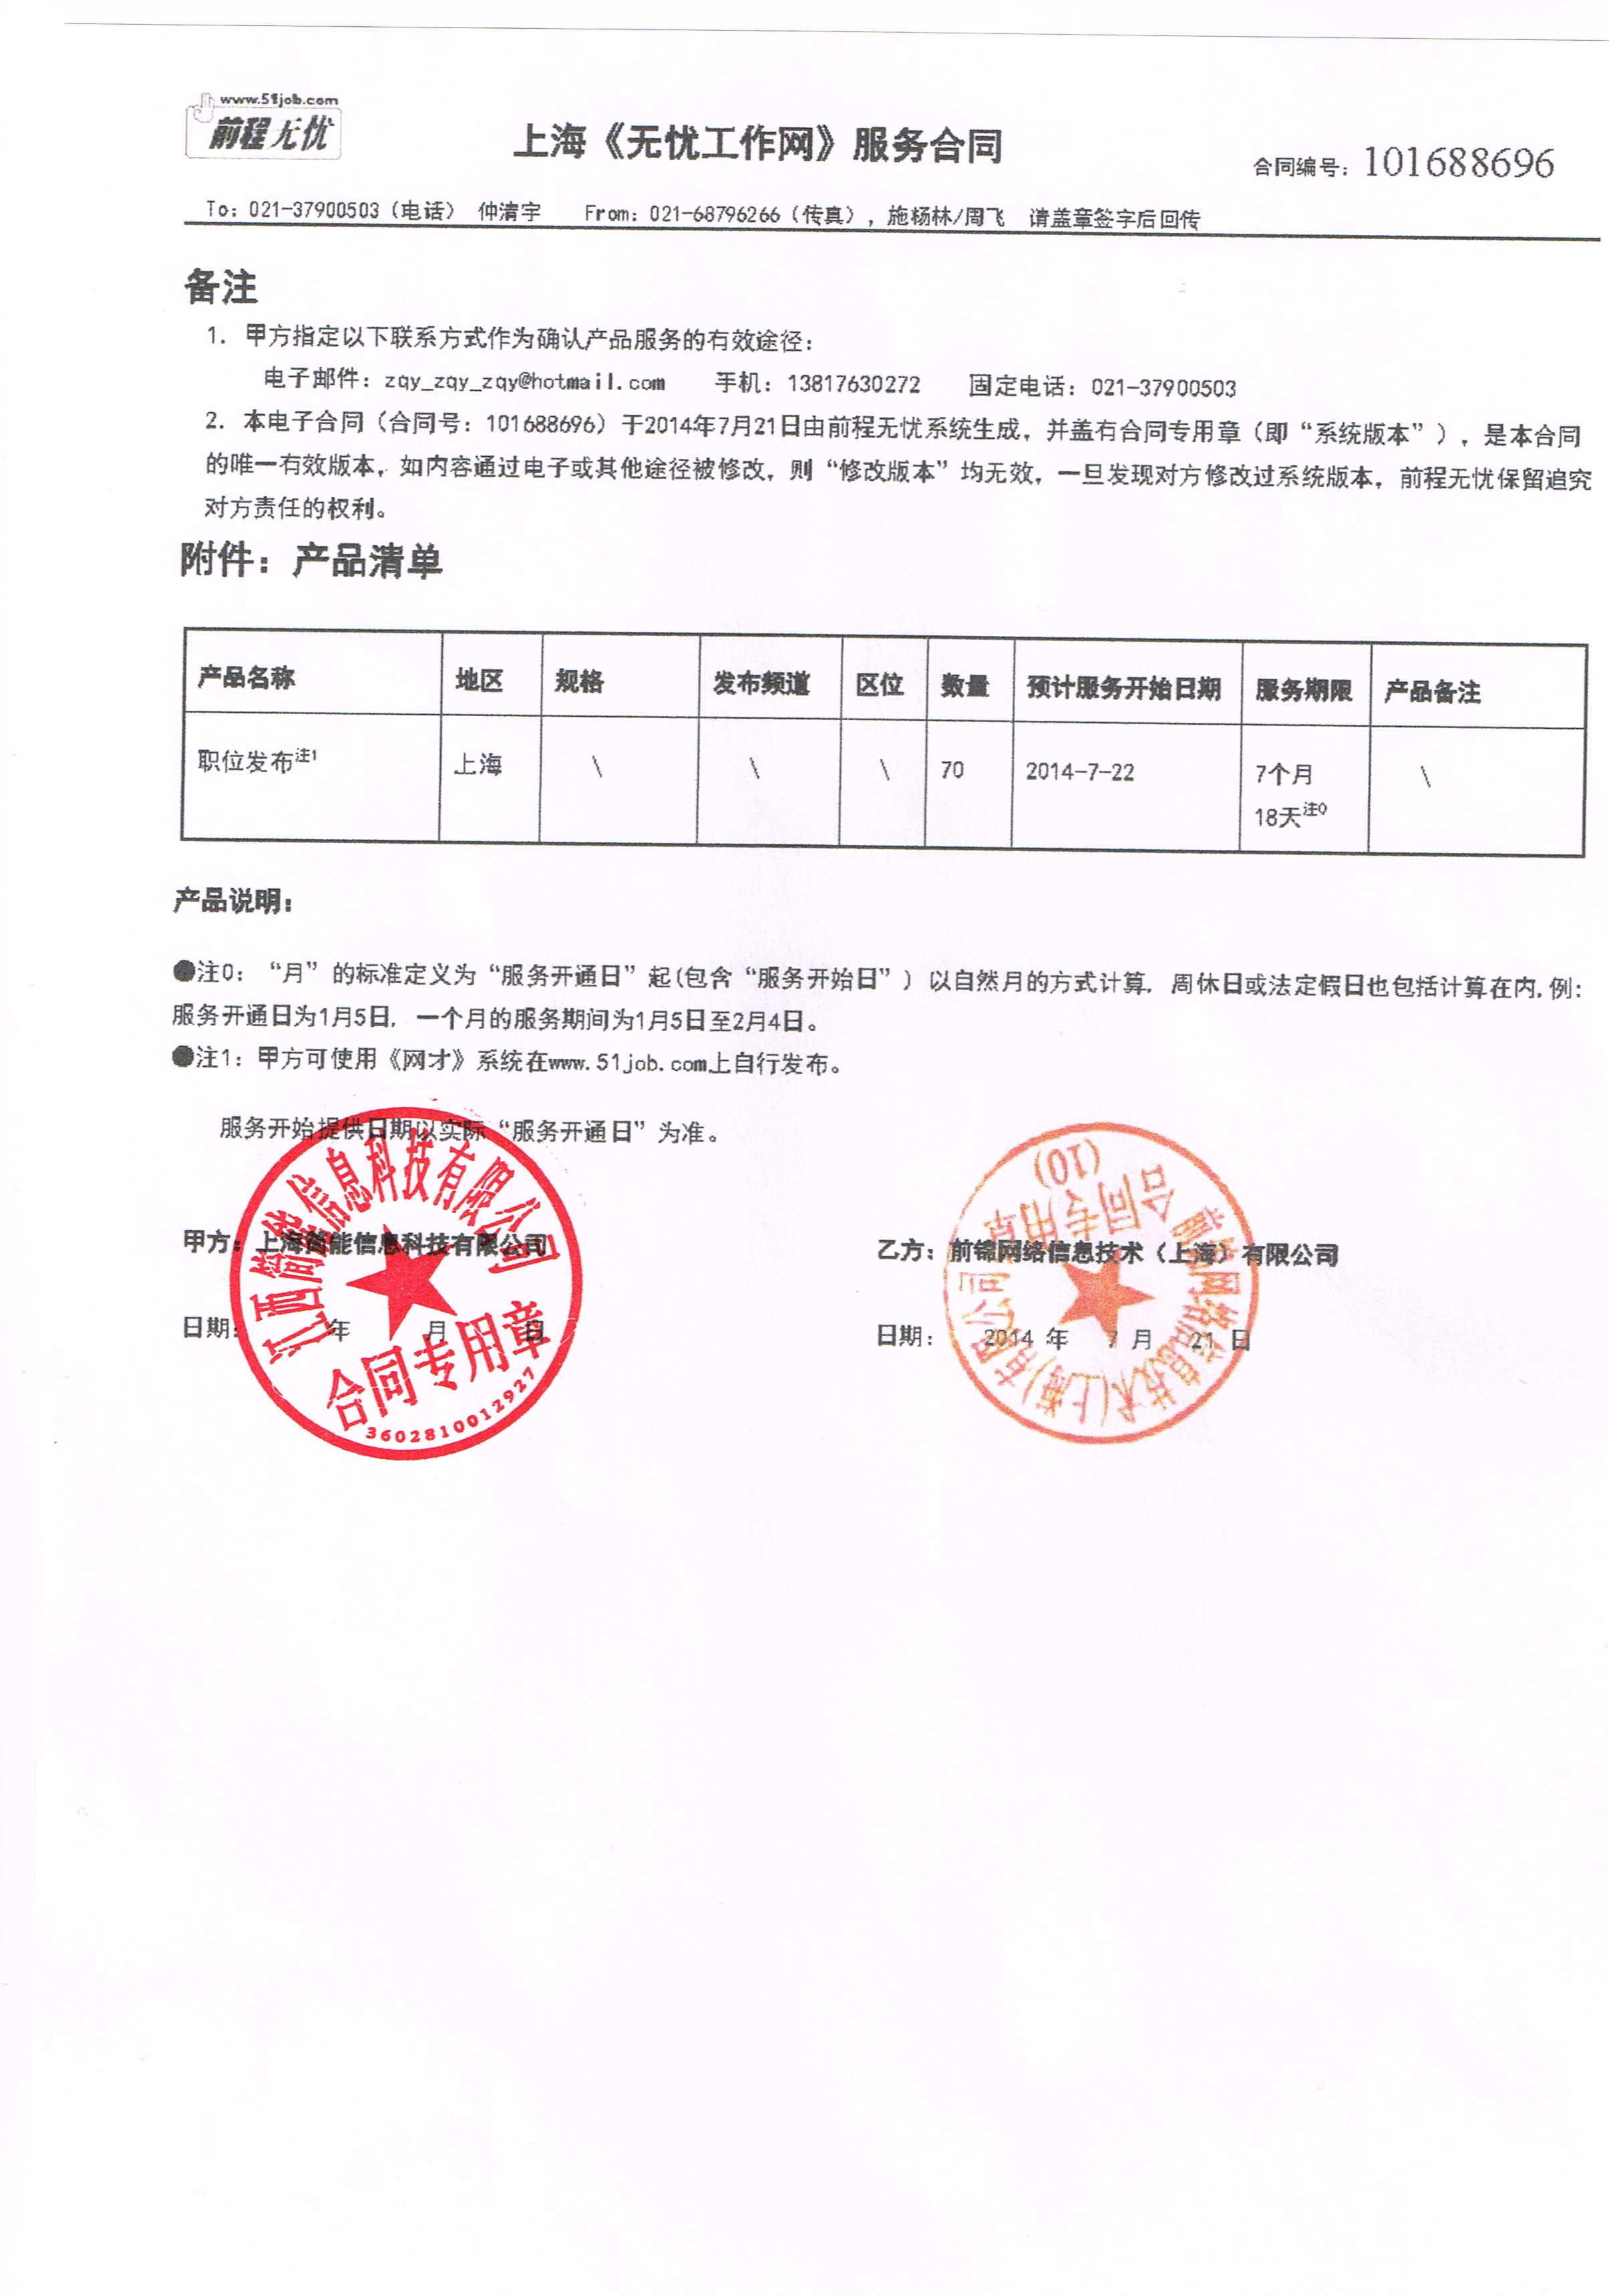 www.51job.com
前程无忧
上海《无忧工作网》服务合同
合同编号：101688696
To：021-37900503（电话） 仲清宇 From：021-68796266（传真），施杨林/周飞 请盖章签字后回传
备注
1. 甲方指定以下联系方式作为确认产品服务的有效途径：
电子邮件：zqy_zqy_zqy@hotmail.com 手机：13817630272 固定电话：021-37900503
2. 本电子合同（合同号：101688696）于2014年7月21日由前程无忧系统生成，并盖有合同专用章（即“系统版本”），是本合同
的唯一有效版本，如内容通过电子或其他途径被修改，则“修改版本”均无效，一旦发现对方修改过系统版本，前程无忧保留追究
对方责任的权利。
附件：产品清单
产品名称 地区 规格 发布频道 区位 数量 预计服务开始日期 服务期限 产品备注
职位发布注1 上海 \ \ \ 70 2014-7-22 7个月 \
18天注0
产品说明：
●注0：“月”的标准定义为“服务开通日”起(包含“服务开始日”）以自然月的方式计算，周休日或法定假日也包括计算在内，例：
服务开通日为1月5日，一个月的服务期间为1月5日至2月4日。
●注1：甲方可使用《网才》系统在www.51job.com上自行发布。
服务开始提供日期以实际“服务开通日”为准。
甲方：上海简能信息科技有限公司
乙方：前锦网络信息技术（上海）有限公司
日期： 年 月 日
日期： 2014 年 7 月 21 日
江西简能信息科技有限公司
合同专用章
3602810012927
前锦网络信息技术(上海)有限公司
合同专用章
(10)